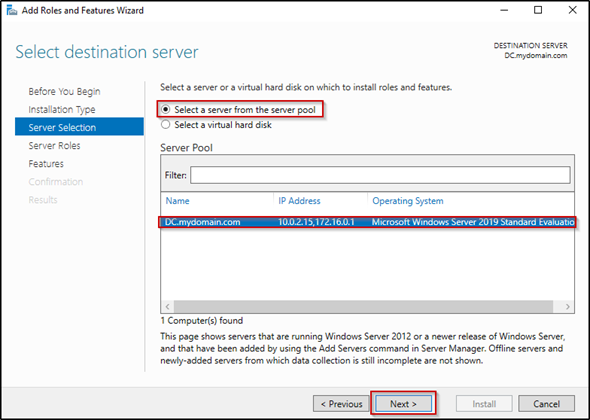 Add Roles and Features Wizard
Select destination server
DESTINATION SERVER
DC.mydomain.com
Before You Begin
Installation Type
Server Selection
Server Roles
Features
Confirmation
Results
Select a server or a virtual hard disk on which to install roles and features.
Select a server from the server pool
Select a virtual hard disk
Server Pool
Filter:
Name IP Address Operating System
DC.mydomain.com 10.0.2.15,172.16.0.1 Microsoft Windows Server 2019 Standard Evaluatio
1 Computer(s) found
This page shows servers that are running Windows Server 2012 or a newer release of Windows Server,
and that have been added by using the Add Servers command in Server Manager. Offline servers and
newly-added servers from which data collection is still incomplete are not shown.
< Previous Next > Install Cancel